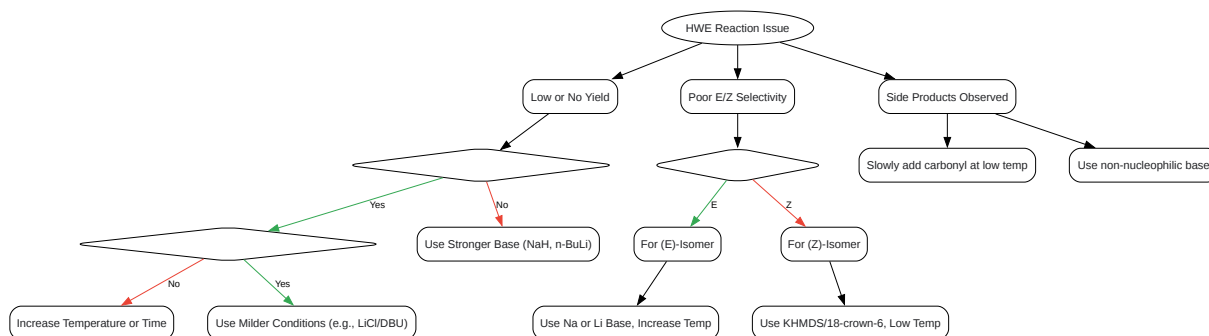 HWE Reaction Issue
Low or No Yield
Poor E/Z Selectivity
Side Products Observed
Slowly add carbonyl at low temp
Use non-nucleophilic base
Yes
No
E
Z
Use Stronger Base (NaH, n-BuLi)
For (E)-Isomer
For (Z)-Isomer
No
Yes
Increase Temperature or Time
Use Milder Conditions (e.g., LiCl/DBU)
Use Na or Li Base, Increase Temp
Use KHMDS/18-crown-6, Low Temp